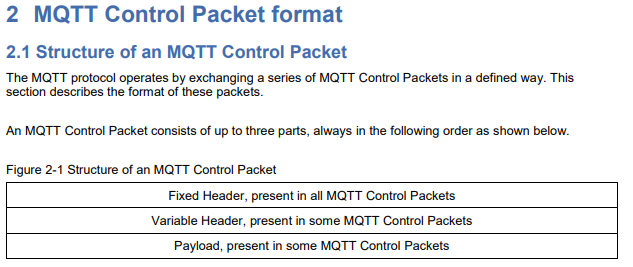 2 MQTT Control Packet format
2.1 Structure of an MQTT Control Packet
The MQTT protocol operates by exchanging a series of MQTT Control Packets in a defined way. This
section describes the format of these packets.
An MQTT Control Packet consists of up to three parts, always in the following order as shown below.
Figure 2-1 Structure of an MQTT Control Packet
Fixed Header, present in all MQTT Control Packets
Variable Header, present in some MQTT Control Packets
Payload, present in some MQTT Control Packets